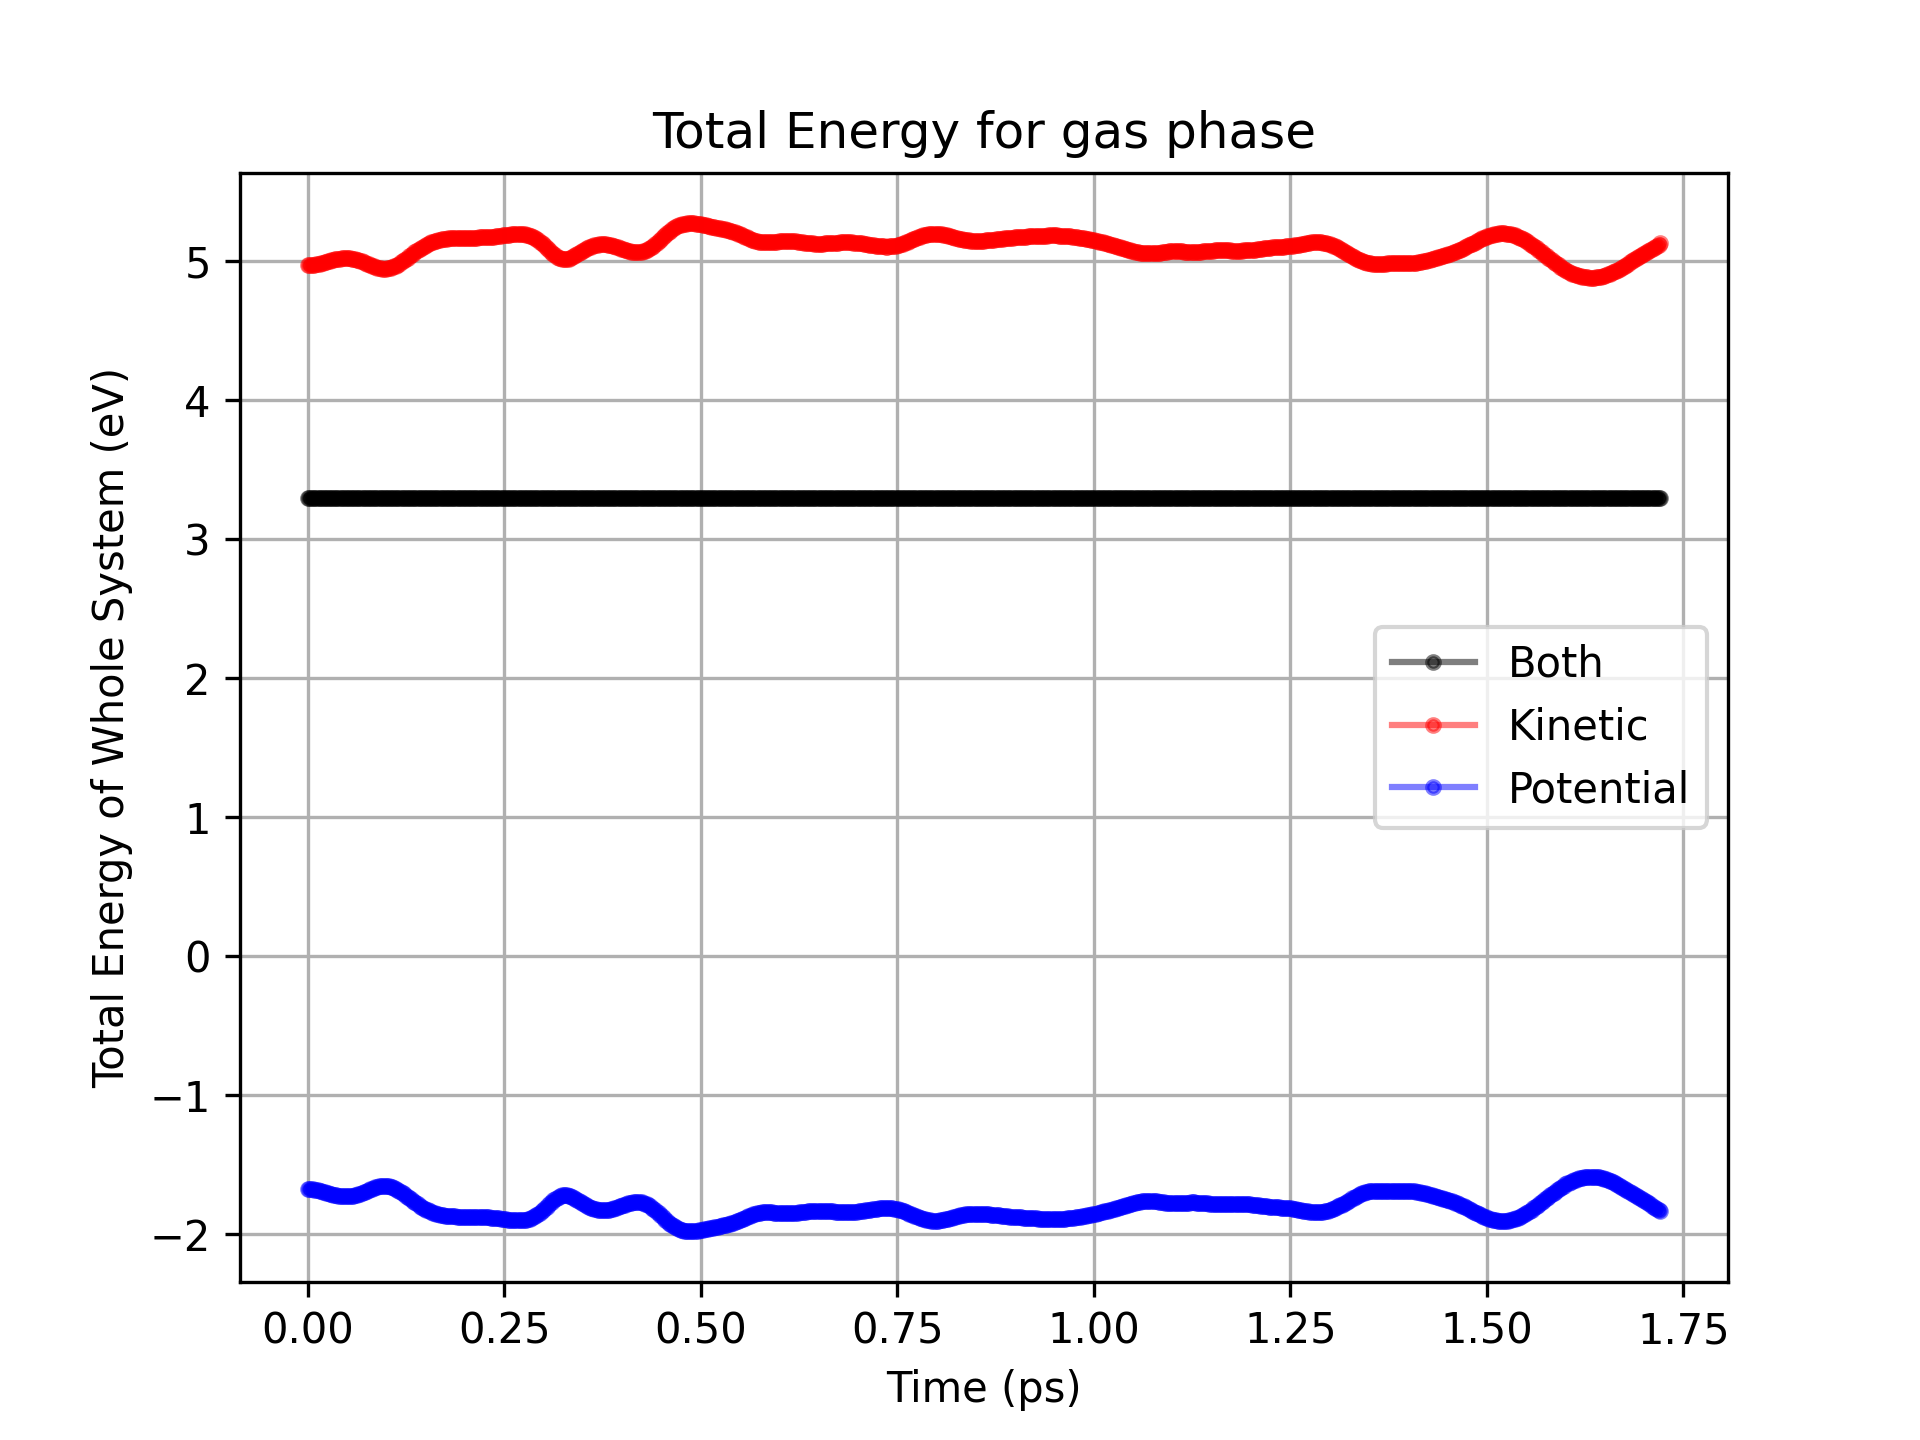 Total Energy for gas phase
Total Energy of Whole System (eV)
5
4
3
2
1
0
−1
−2
Both
Kinetic
Potential
0.00 0.25 0.50 0.75 1.00 1.25 1.50 1.75
Time (ps)